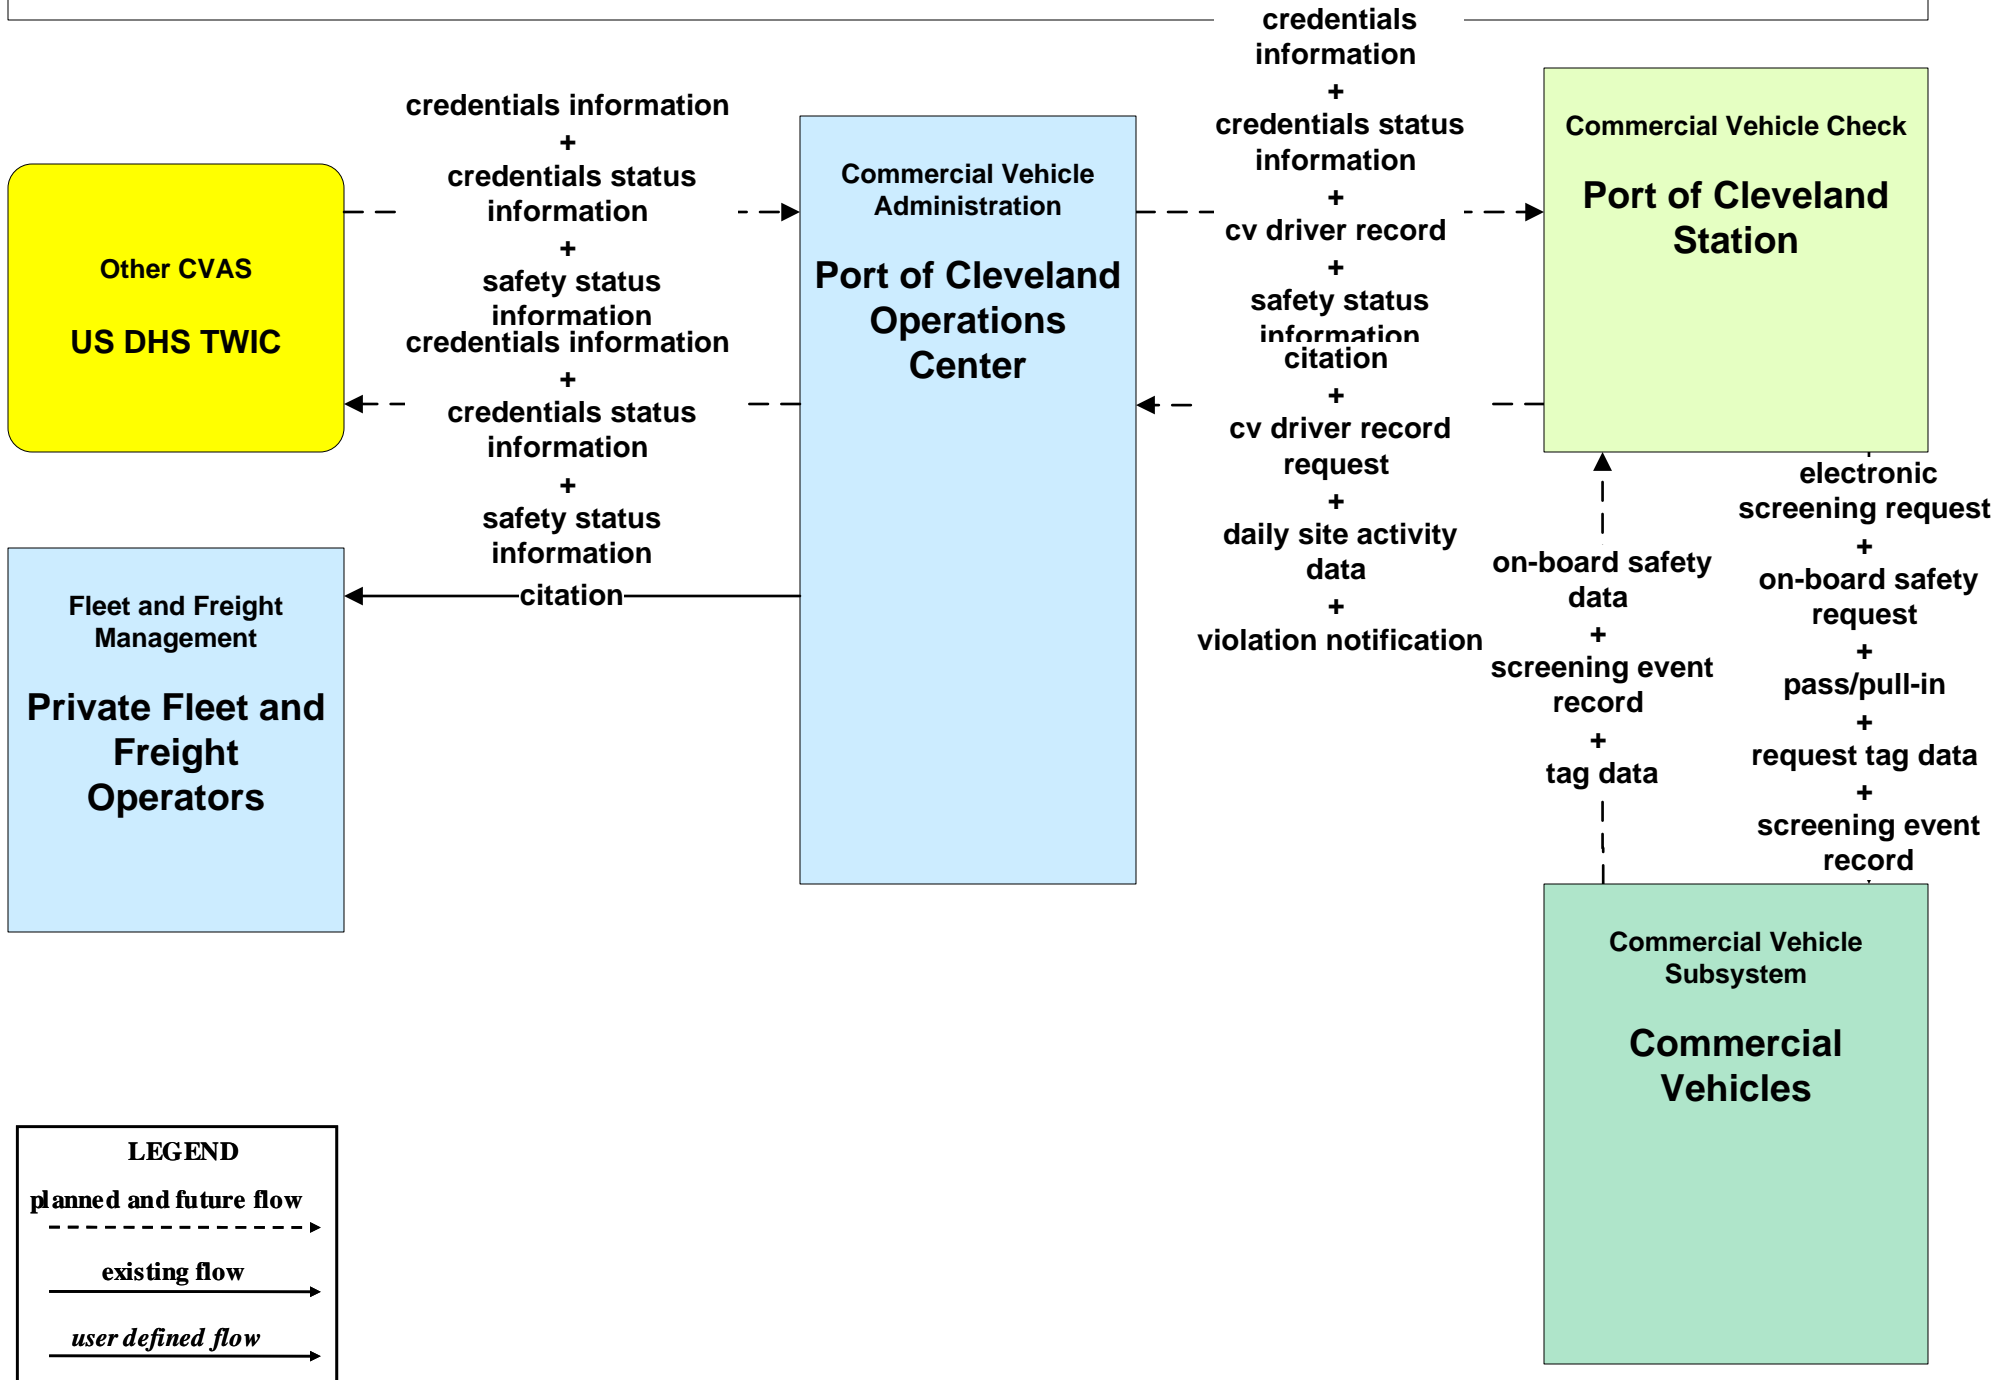 credentials
information
+
credentials status
information
+
cv driver record
+
safety status
information
credentials information
+
credentials status
information
+
safety status
information
Commercial Vehicle
Administration
Port of Cleveland
Operations
Center
Commercial Vehicle Check
Port of Cleveland
Station
Other CVAS
US DHS TWIC
credentials information
+
credentials status
information
+
safety status
information
citation
+
cv driver record
request
+
daily site activity
data
+
violation notification
citation
Fleet and Freight
Management
Private Fleet and
Freight
Operators
on-board safety
data
+
screening event
record
+
tag data
electronic
screening request
+
on-board safety
request
+
pass/pull-in
+
request tag data
+
screening event
record
Commercial Vehicle
Subsystem
Commercial
Vehicles
LEGEND
planned and future flow
existing flow
user defined flow